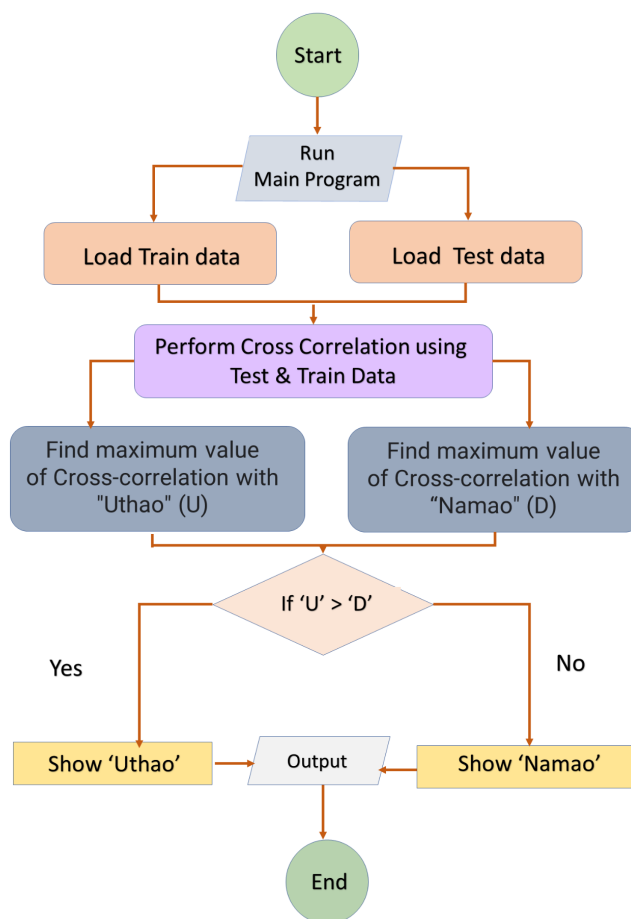 Start
Run
Main Program
Load Train data
Load Test data
Perform Cross Correlation using
Test & Train Data
Find maximum value
of Cross-correlation with
"Uthao" (U)
Find maximum value
of Cross-correlation with
“Namao" (D)
If ‘U’ > ‘D’
Yes
No
Show ‘Uthao’
Output
Show ‘Namao’
End